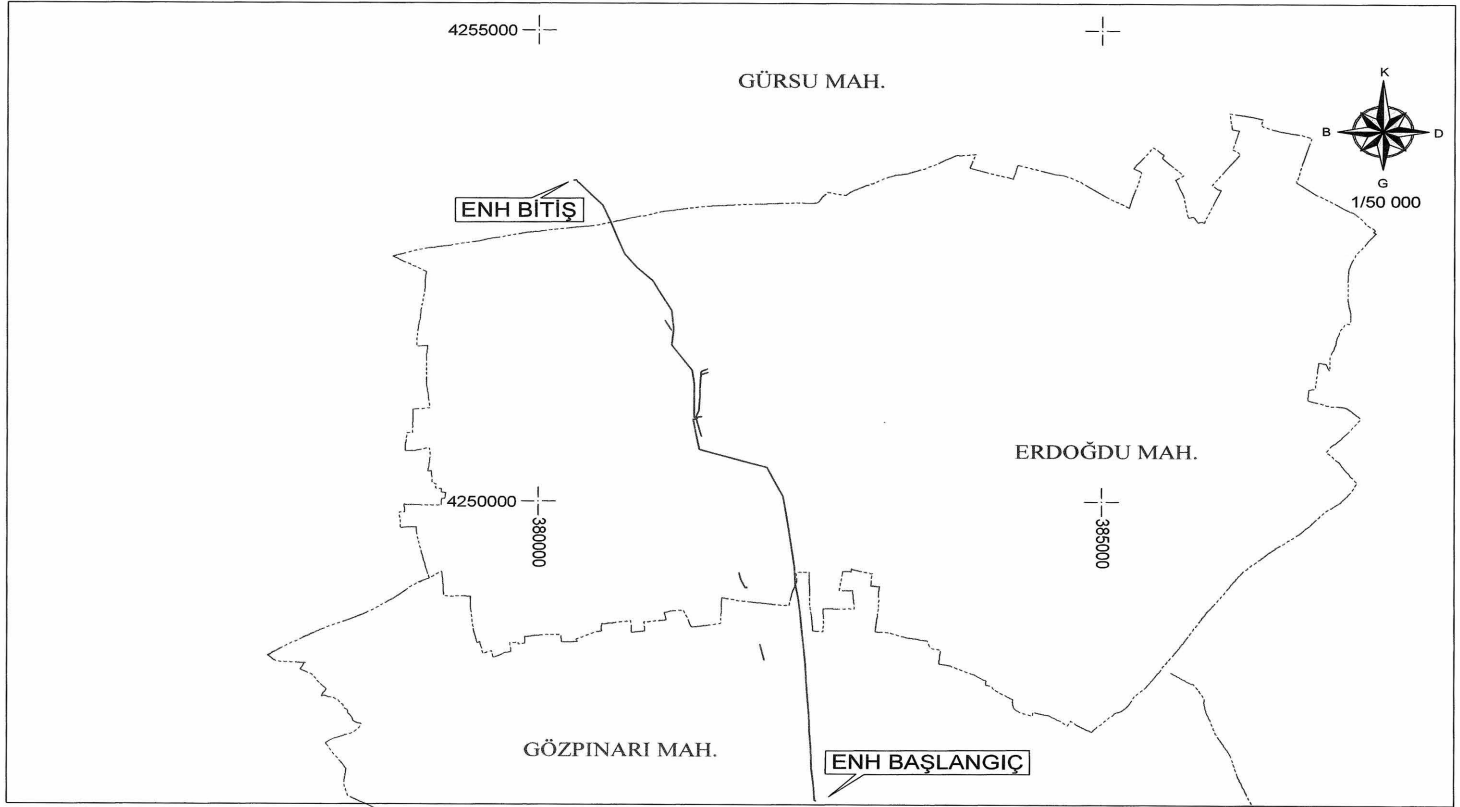 4255000
GÜRSU MAH.
K
B
D
G
1/50 000
ENH BİTİŞ
ERDOĞDU MAH.
4250000
380000
385000
GÖZPINARI MAH.
ENH BAŞLANGIÇ